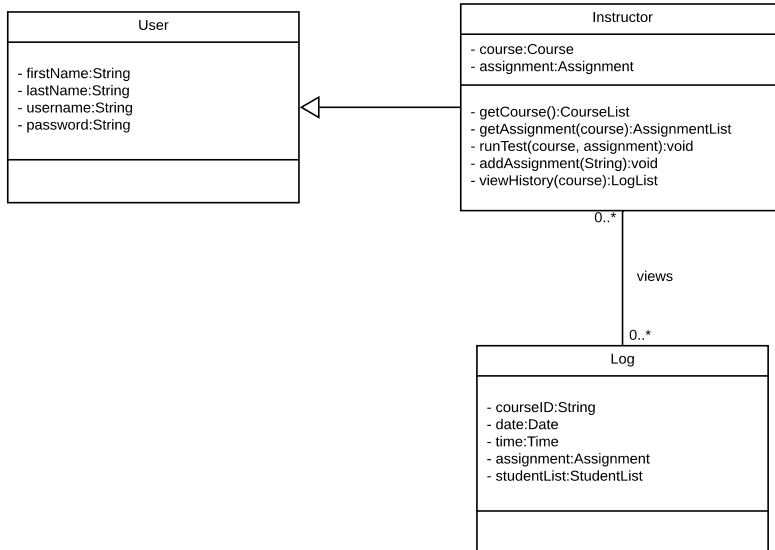 User
- firstName:String
- lastName:String
- username:String
- password:String
Instructor
- course:Course
- assignment:Assignment
- getCourse():CourseList
- getAssignment(course):AssignmentList
- runTest(course, assignment):void
- addAssignment(String):void
- viewHistory(course):LogList
0..*
views
0..*
Log
- courseID:String
- date:Date
- time:Time
- assignment:Assignment
- studentList:StudentList